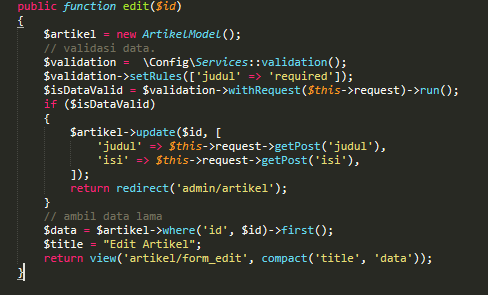 public function edit($id)
{
    $artikel = new ArtikelModel();
    // validasi data.
    $validation =  \Config\Services::validation();
    $validation->setRules(['judul' => 'required']);
    $isDataValid = $validation->withRequest($this->request)->run();
    if ($isDataValid)
    {
        $artikel->update($id, [
            'judul' => $this->request->getPost('judul'),
            'isi' => $this->request->getPost('isi'),
        ]);
        return redirect('admin/artikel');
    }
    // ambil data lama
    $data = $artikel->where('id', $id)->first();
    $title = "Edit Artikel";
    return view('artikel/form_edit', compact('title', 'data'));
}